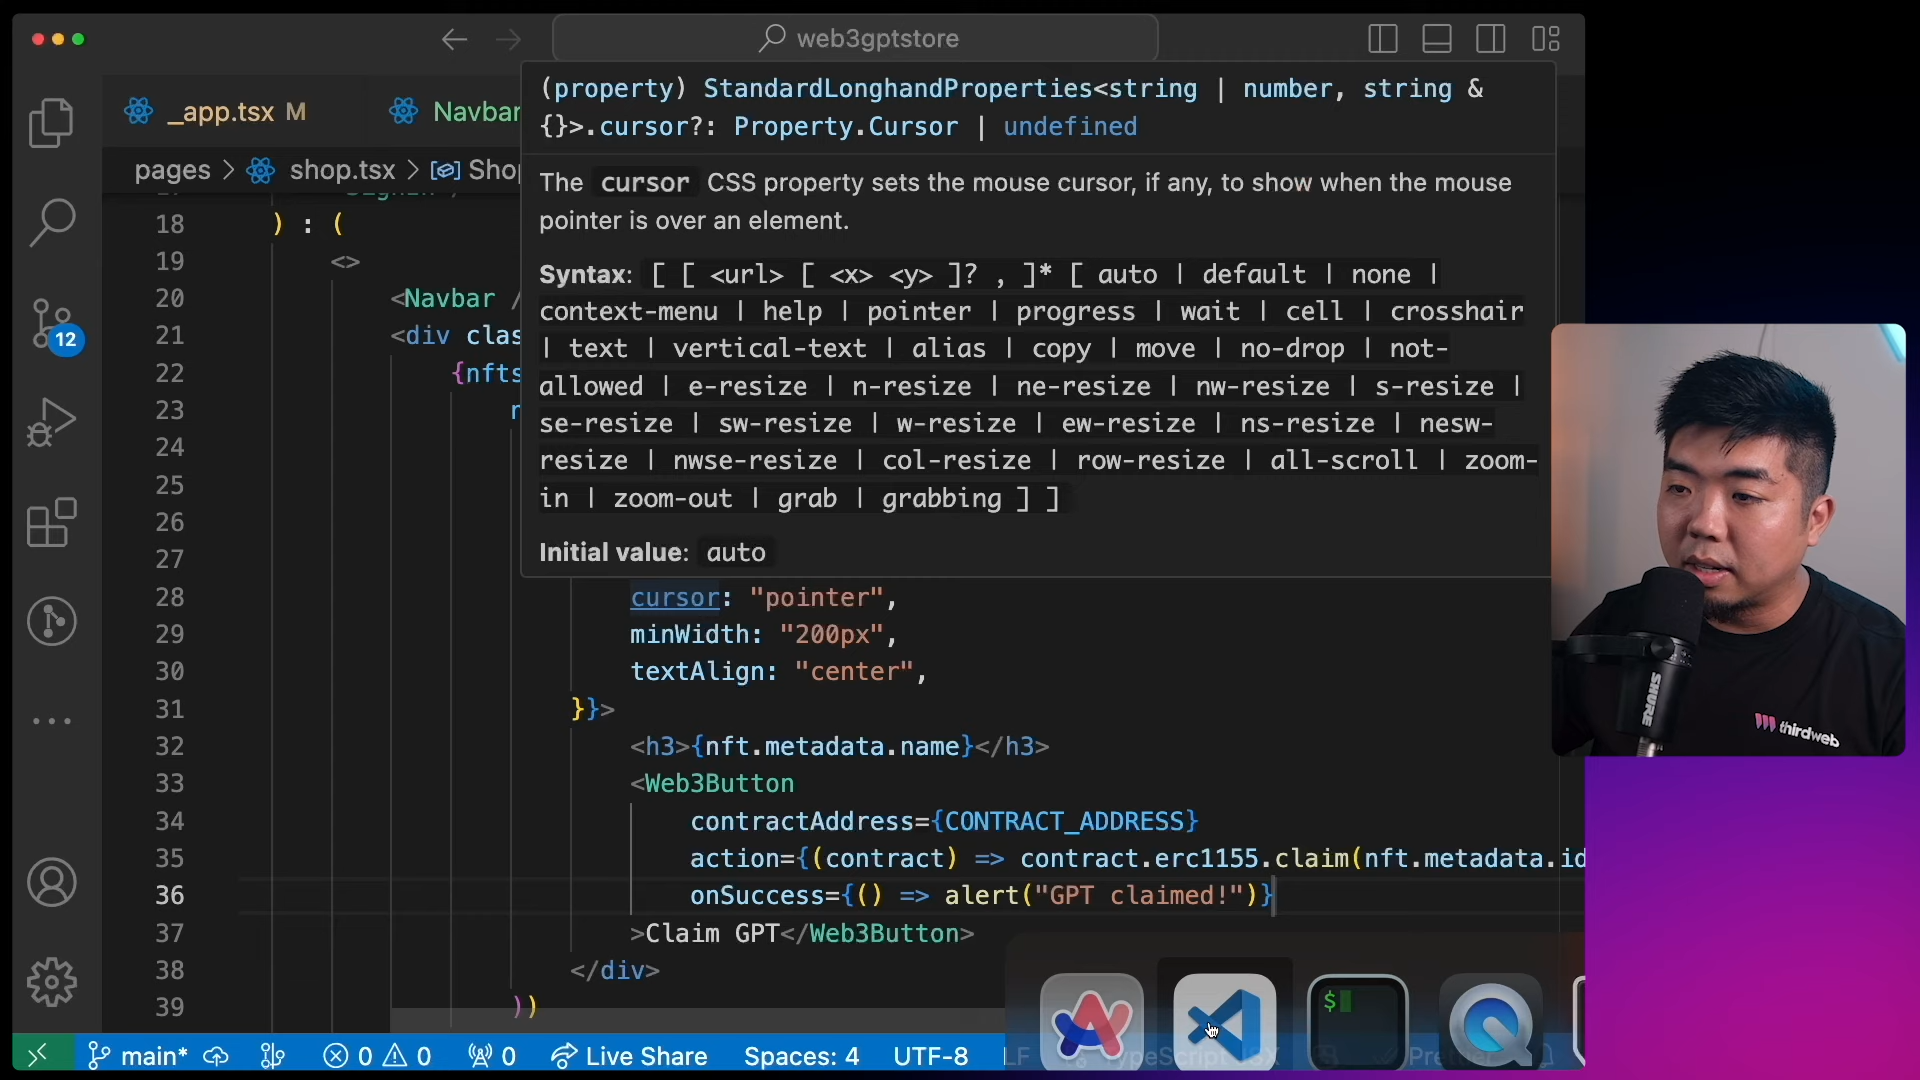 web3gptstore
_app.tsx M
Navbar
pages > shop.tsx > Shop
(property) StandardLonghandProperties<string | number, string &
{}>.cursor?: Property.Cursor | undefined
The cursor CSS property sets the mouse cursor, if any, to show when the mouse
pointer is over an element.
Syntax: [ [ <url> [ <x> <y> ]? , ]* [ auto | default | none |
context-menu | help | pointer | progress | wait | cell | crosshair
| text | vertical-text | alias | copy | move | no-drop | not-
allowed | e-resize | n-resize | ne-resize | nw-resize | s-resize |
se-resize | sw-resize | w-resize | ew-resize | ns-resize | nesw-
resize | nwse-resize | col-resize | row-resize | all-scroll | zoom-
in | zoom-out | grab | grabbing ] ]
Initial value: auto
18 ) : (
19 <>
20 <Navbar /
21 <div clas
22 {nfts
23
24
25
26
27
28 cursor: "pointer",
29 minWidth: "200px",
30 textAlign: "center",
31 }}>
32 <h3>{nft.metadata.name}</h3>
33 <Web3Button
34 contractAddress={CONTRACT_ADDRESS}
35 action={(contract) => contract.erc1155.claim(nft.metadata.id
36 onSuccess={() => alert("GPT claimed!")}
37 >Claim GPT</Web3Button>
38 </div>
39 ))
12
$
main* 0 0 0 Live Share Spaces: 4 UTF-8 LF
SHURE
thirdweb